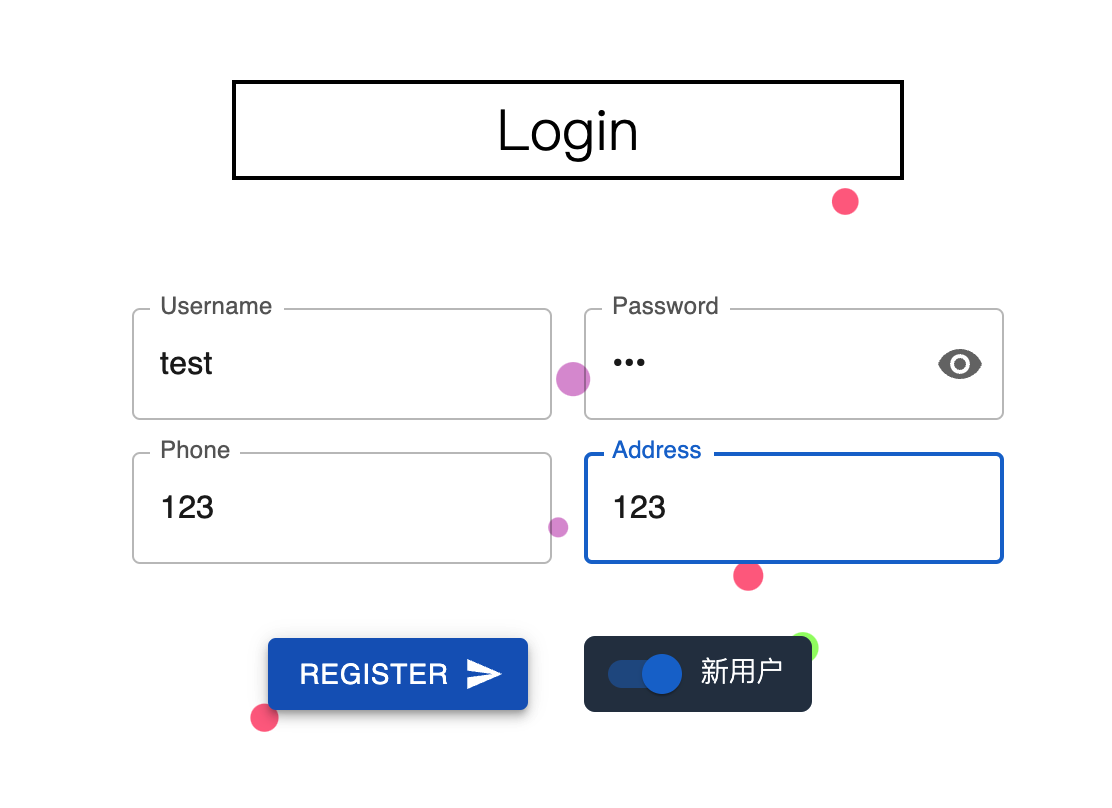 Login
Username
Password
test
•••
Phone
Address
123
123
REGISTER
新用户